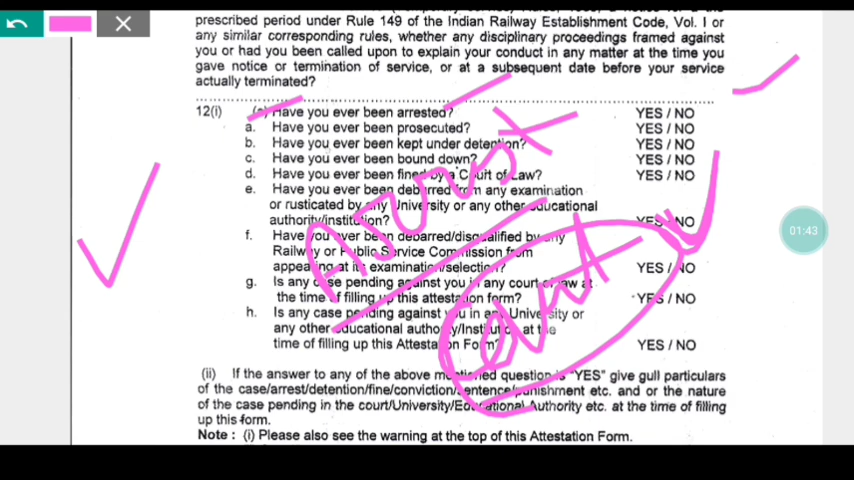 prescribed period under Rule 149 of the Indian Railway Establishment Code, Vol. I or
any similar corresponding rules, whether any disciplinary proceedings framed against
you or had you been called upon to explain your conduct in any matter at the time you
gave notice or termination of service, or at a subsequent date before your service
actually terminated?
12(i) (a) Have you ever been arrested? YES / NO
a. Have you ever been prosecuted? YES / NO
b. Have you ever been kept under detention? YES / NO
c. Have you ever been bound down? YES / NO
d. Have you ever been fined by a Court of Law? YES / NO
e. Have you ever been debarred from any examination
or rusticated by any University or any other educational
authority/institution? YES / NO
f. Have you ever been debarred/disqualified by any
Railway or Public Service Commission from
appearing at its examination/selection? YES / NO
g. Is any case pending against you in any court of law at
the time of filling up this attestation form? YES / NO
h. Is any case pending against you in any University or
any other educational authority/Institution at the
time of filling up this Attestation Form? YES / NO
(ii) If the answer to any of the above mentioned question is "YES" give gull particulars
of the case/arrest/detention/fine/conviction/sentence/punishment etc. and or the nature
of the case pending in the court/University/Educational Authority etc. at the time of filling
up this form.
Note : (i) Please also see the warning at the top of this Attestation Form.
Arrest
01:43